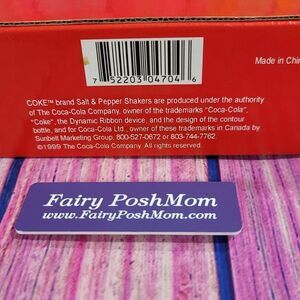 Made in Chin
7 52203 04704 6
COKE™ brand Salt & Pepper Shakers are produced under the authority
of The Coca-Cola Company, owner of the trademarks "Coca-Cola",
"Coke", the Dynamic Ribbon device, and the design of the contour
bottle, and for Coca-Cola Ltd., owner of these trademarks in Canada by
Sunbelt Marketing Group, 800-527-0672 or 803-744-7762.
©1999 The Coca-Cola Company. All rights reserved.
Fairy PoshMom
www.FairyPoshMom.com